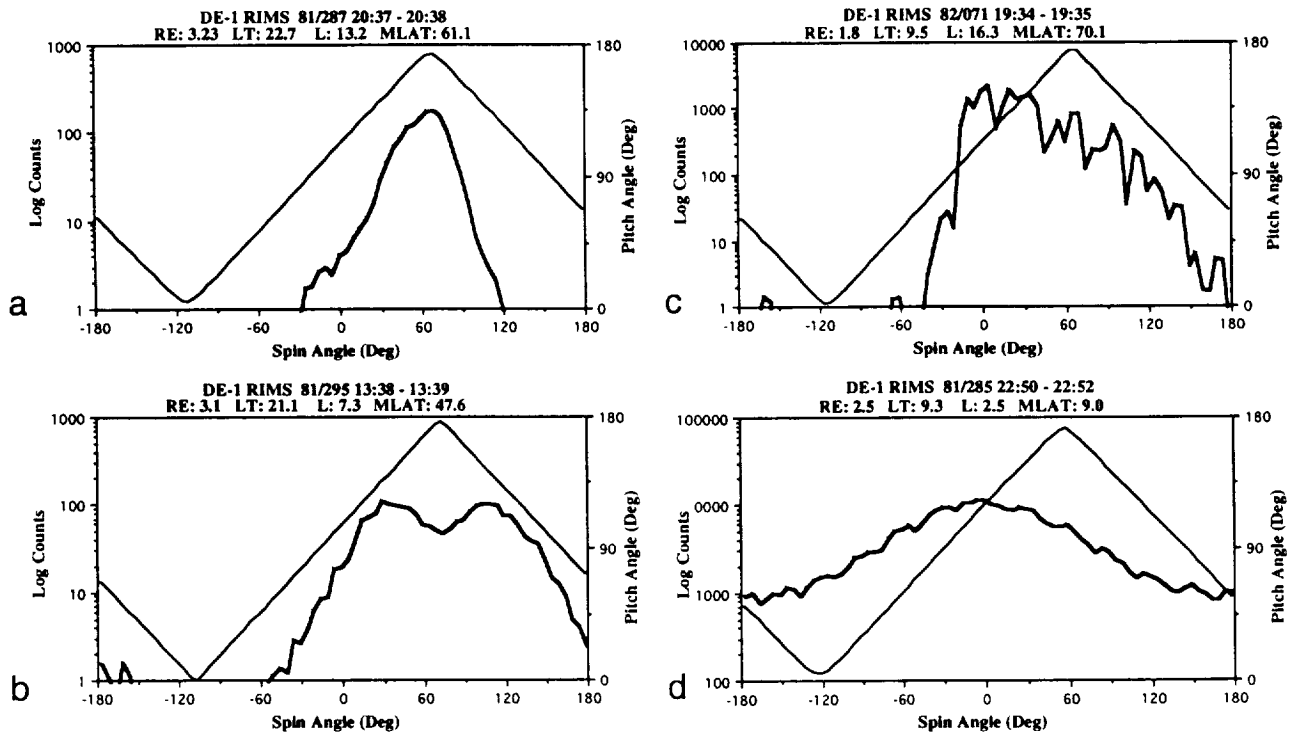 DE-1 RIMS 81/287 20:37 - 20:38
RE: 3.23 LT: 22.7 L: 13.2 MLAT: 61.1
1000
100
10
1
Log Counts
180
90
0
Pitch Angle (Deg)
-180 -120 -60 0 60 120 180
Spin Angle (Deg)
a
DE-1 RIMS 81/295 13:38 - 13:39
RE: 3.1 LT: 21.1 L: 7.3 MLAT: 47.6
1000
100
10
1
Log Counts
180
90
0
Pitch Angle (Deg)
-180 -120 -60 0 60 120 180
Spin Angle (Deg)
b
DE-1 RIMS 82/071 19:34 - 19:35
RE: 1.8 LT: 9.5 L: 16.3 MLAT: 70.1
10000
1000
100
10
1
Log Counts
180
90
0
Pitch Angle (Deg)
-180 -120 -60 0 60 120 180
Spin Angle (Deg)
c
DE-1 RIMS 81/285 22:50 - 22:52
RE: 2.5 LT: 9.3 L: 2.5 MLAT: 9.0
100000
0000
1000
100
Log Counts
180
90
0
Pitch Angle (Deg)
-180 -120 -60 0 60 120 180
Spin Angle (Deg)
d